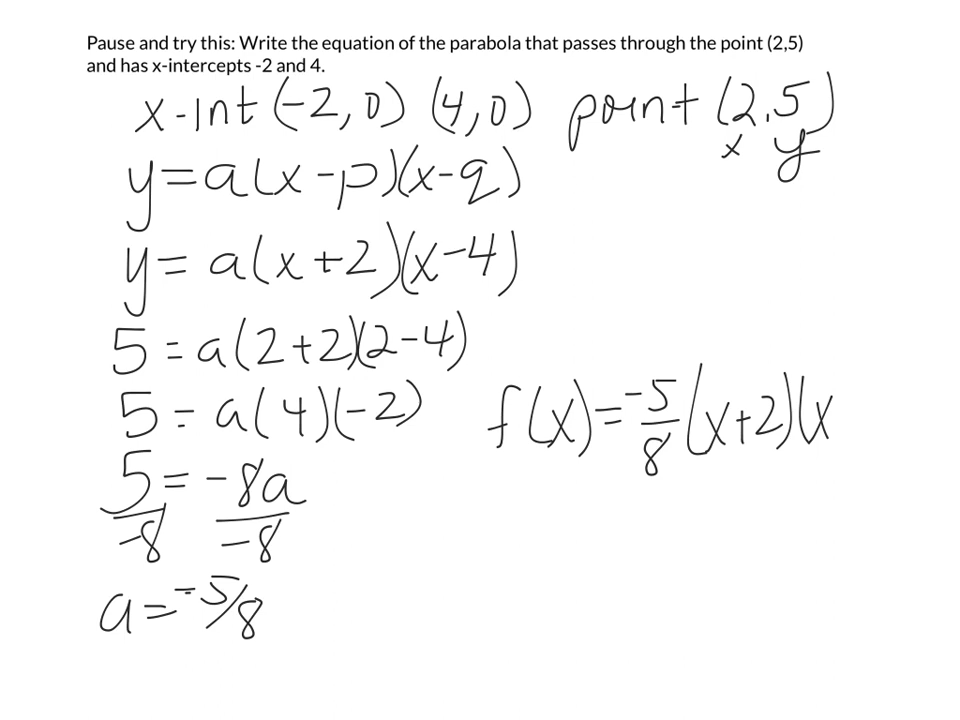 Pause and try this: Write the equation of the parabola that passes through the point (2,5)
and has x-intercepts -2 and 4.
x-int (-2,0) (4,0) point (2,5)
x y
y=a(x-p)(x-q)
y=a(x+2)(x-4)
5=a(2+2)(2-4)
5=a(4)(-2)
5=-8a
-8 -8
a=-5/8
f(x)=-5/8(x+2)(x